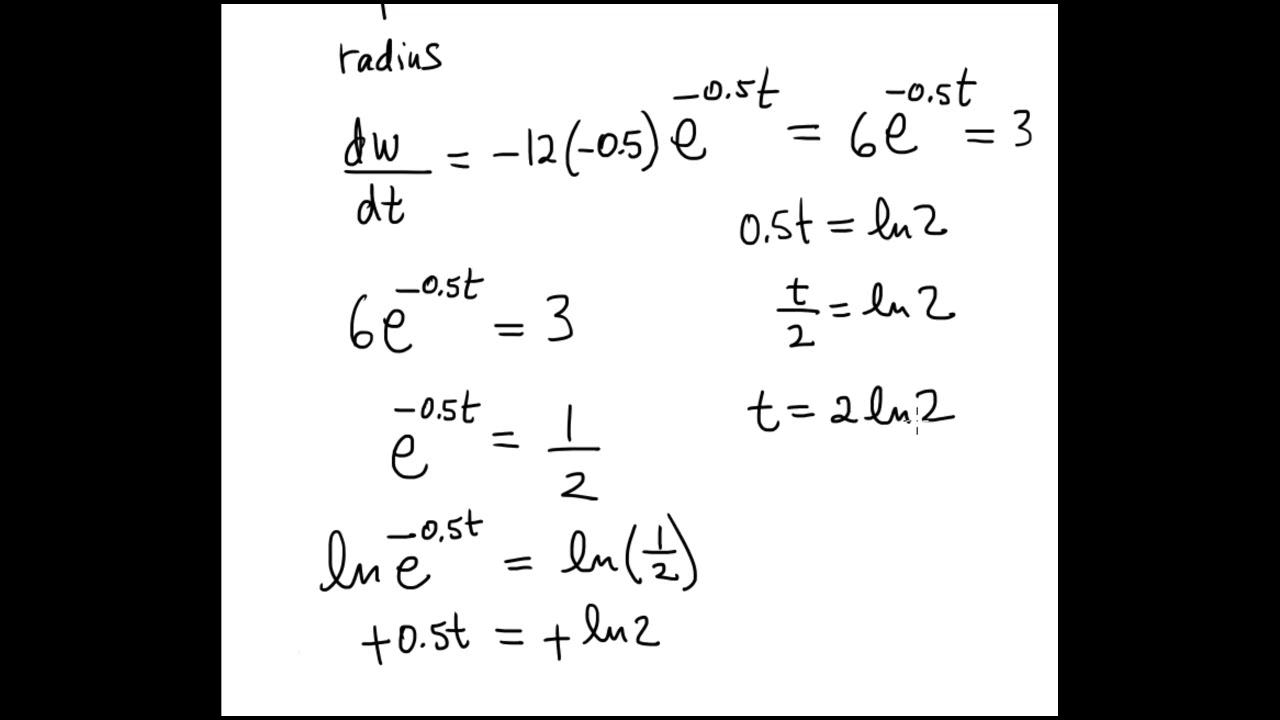 radius
dw/dt = -12(-0.5)e^{-0.5t} = 6e^{-0.5t} = 3
6e^{-0.5t} = 3
e^{-0.5t} = 1/2
ln e^{-0.5t} = ln(1/2)
+0.5t = +ln2
0.5t = ln2
t/2 = ln2
t = 2ln2